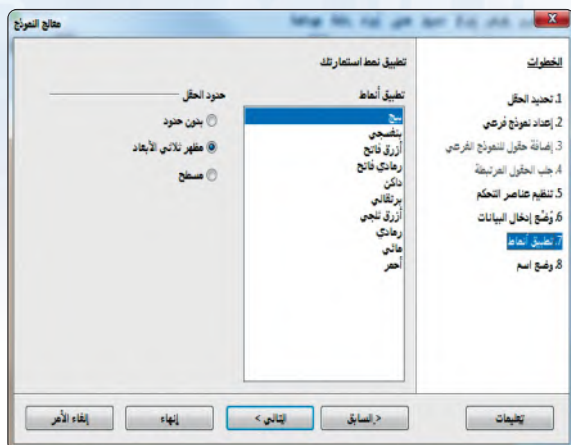 معالج النموذج
الخطوات
1. تحديد الحقل
2. إعداد نموذج فرعي
3. إضافة حقول للنموذج الفرعي
4. جلب الحقول المرتبطة
5. تنظيم عناصر التحكم
6. وُضع إدخال البيانات
7. تطبيق أنماط
8. وضع اسم
تطبيق نمط استمارتك
تطبيق أنماط
بيج
بنفسجي
أزرق فاتح
رمادي فاتح
داكن
برتقالي
أزرق ثلجي
رمادي
مائي
أحمر
حدود الحقل
بدون حدود
مظهر ثلاثي الأبعاد
مسطح
تعليمات
< السابق
التالي >
إنهاء
إلغاء الأمر